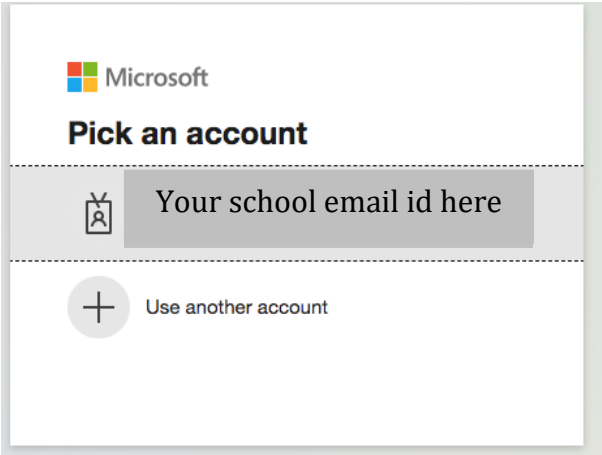 Microsoft
Pick an account
Your school email id here
Use another account